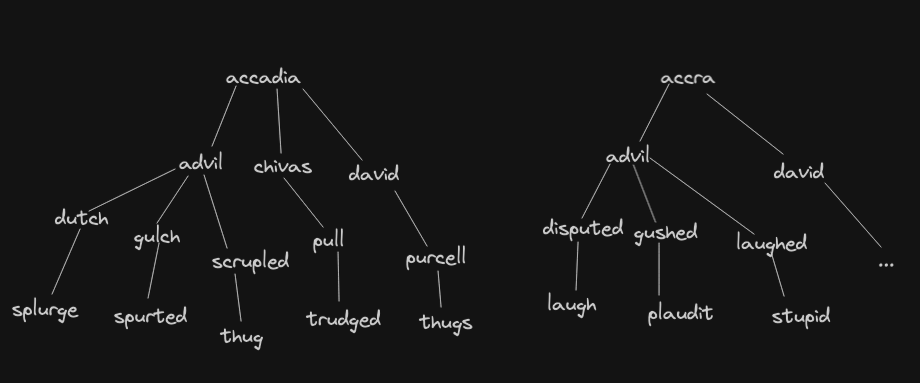 accadia
accra
advil
chivas
david
advil
david
dutch
gulch
scrupled
pull
purcell
disputed
gushed
laughed
...
splurge
spurted
thug
trudged
thugs
laugh
plaudit
stupid